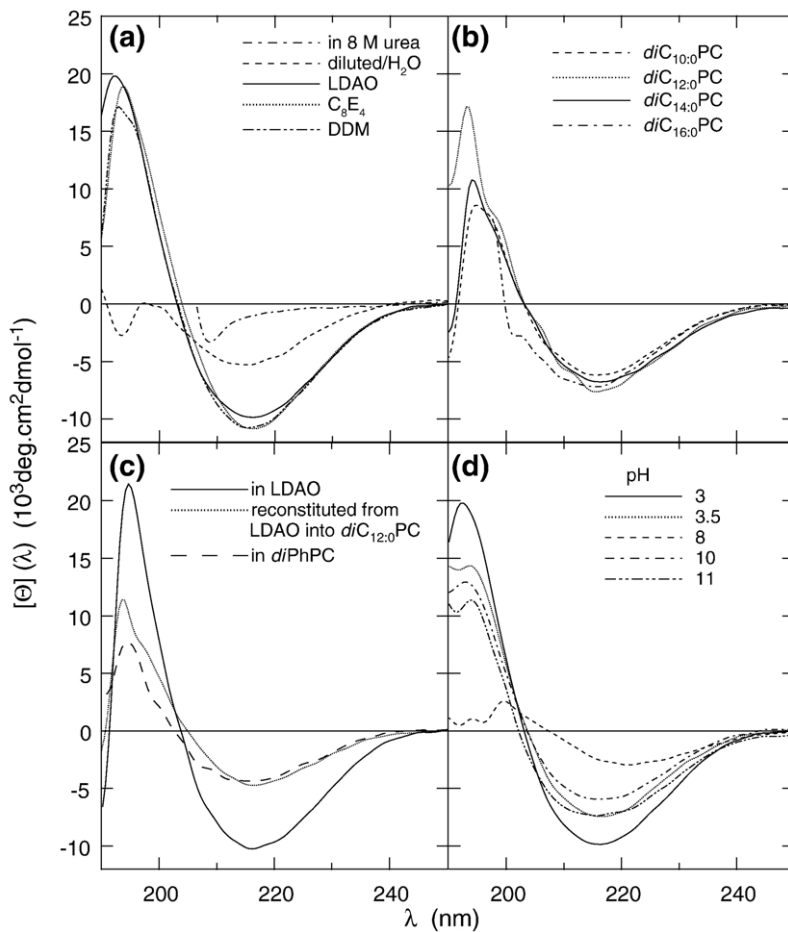 (a)
in 8 M urea
diluted/H₂O
LDAO
C₈E₄
DDM
25
20
15
10
5
0
-5
-10
(b)
diC₁₀:₀PC
diC₁₂:₀PC
diC₁₄:₀PC
diC₁₆:₀PC
(c)
in LDAO
reconstituted from
LDAO into diC₁₂:₀PC
in diPhPC
25
20
15
10
5
0
-5
-10
200 220 240
(d)
pH
3
3.5
8
10
11
200 220 240
[Θ](λ) (10³deg.cm²dmol⁻¹)
λ (nm)